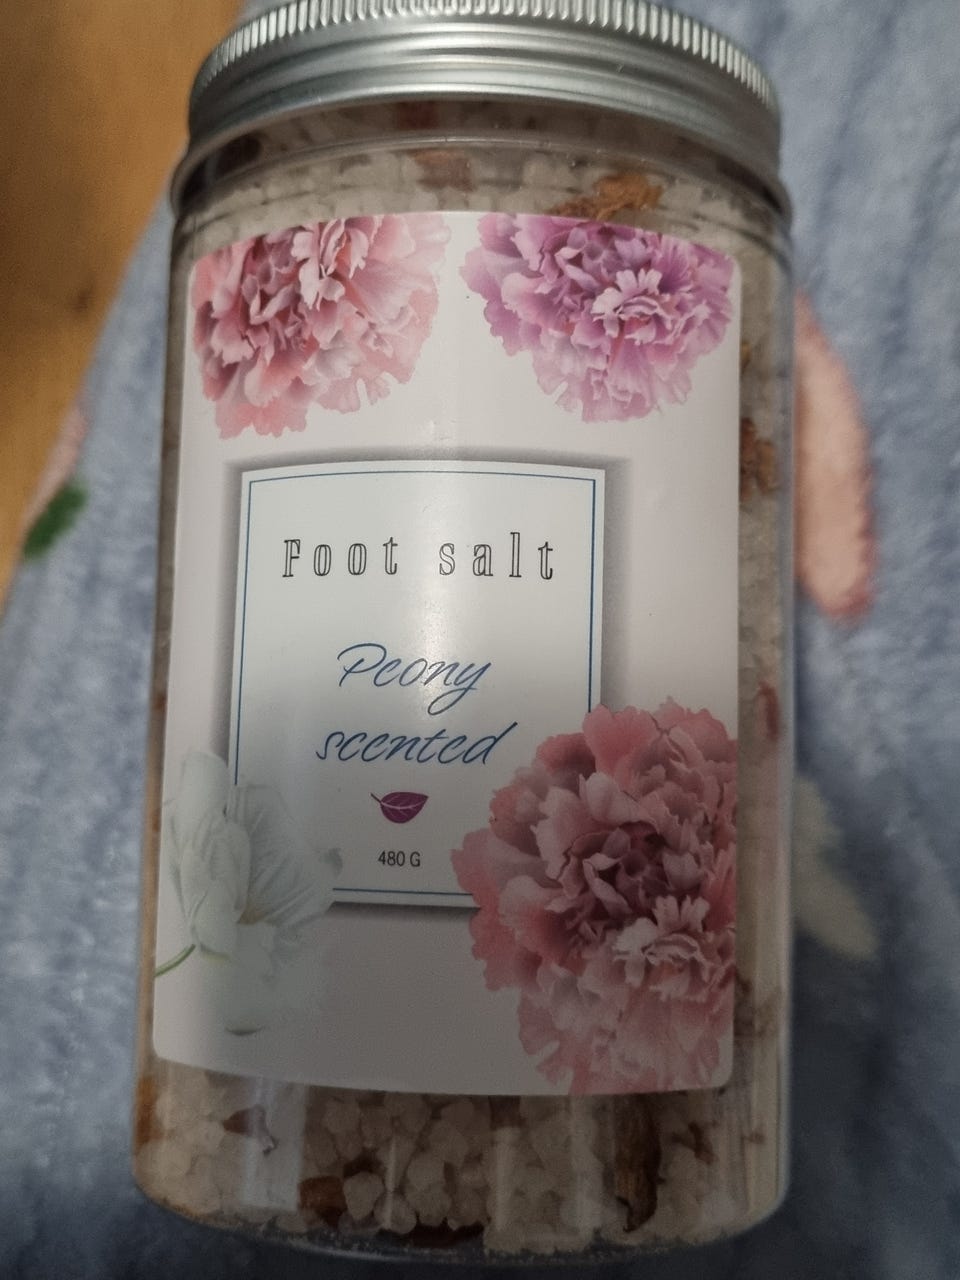 Foot salt
Peony
scented
480 G